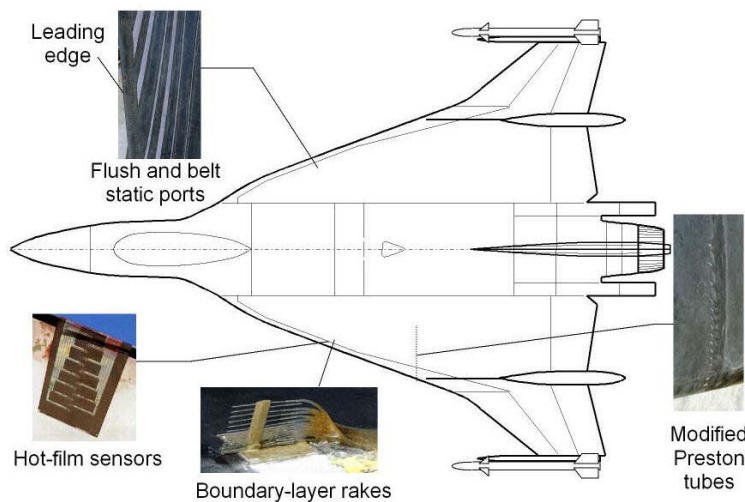 Leading
edge
Flush and belt
static ports
Hot-film sensors
Boundary-layer rakes
Modified
Preston
tubes